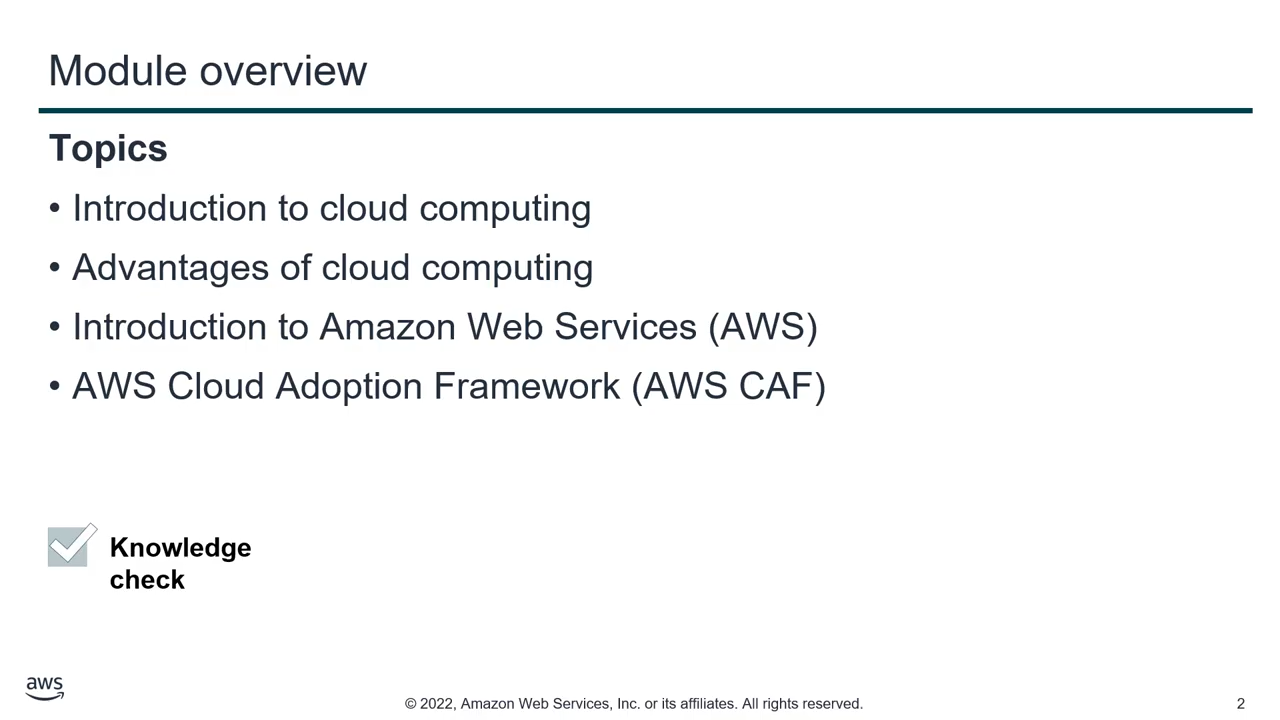 Module overview
Topics
• Introduction to cloud computing
• Advantages of cloud computing
• Introduction to Amazon Web Services (AWS)
• AWS Cloud Adoption Framework (AWS CAF)
Knowledge
check
aws
© 2022, Amazon Web Services, Inc. or its affiliates. All rights reserved.
2